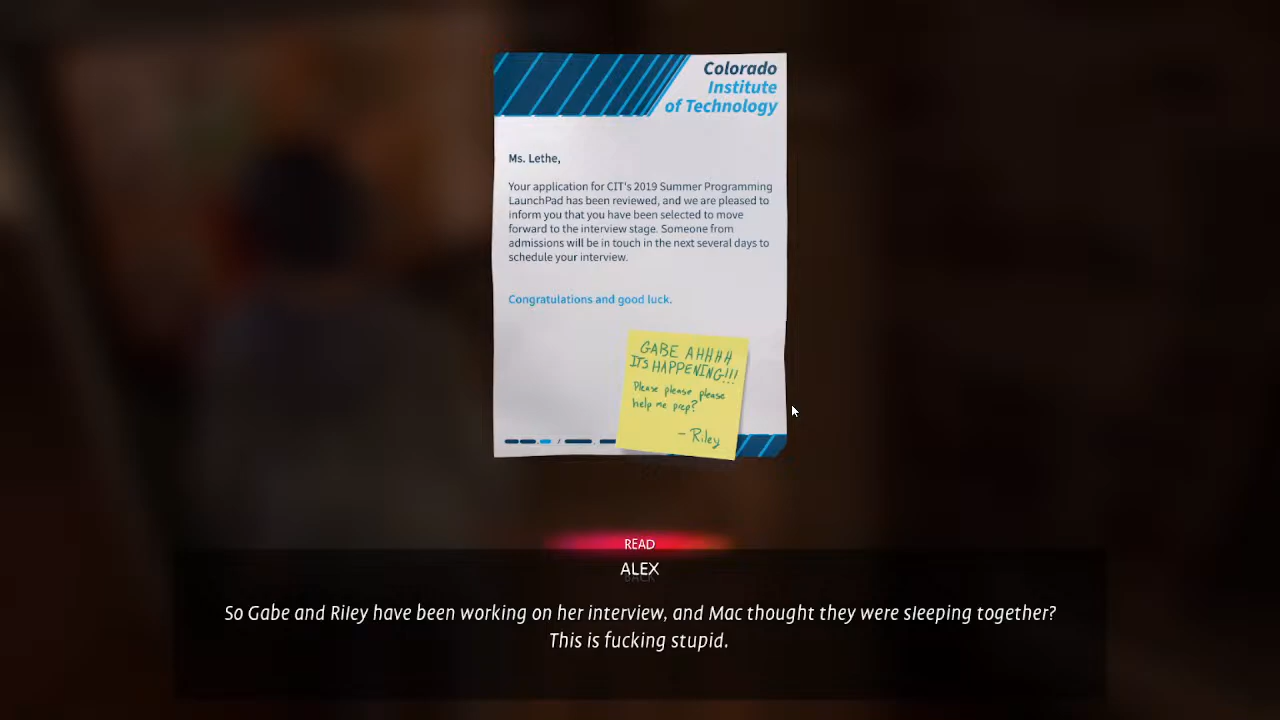 Colorado
Institute
of Technology
Ms. Lethe,
Your application for CIT's 2019 Summer Programming
LaunchPad has been reviewed, and we are pleased to
inform you that you have been selected to move
forward to the interview stage. Someone from
admissions will be in touch in the next several days to
schedule your interview.
Congratulations and good luck.
GABE AHHHH
ITS HAPPENING!!!
Please please please
help me prep?
- Riley
READ
ALEX
BACK
So Gabe and Riley have been working on her interview, and Mac thought they were sleeping together?
This is fucking stupid.